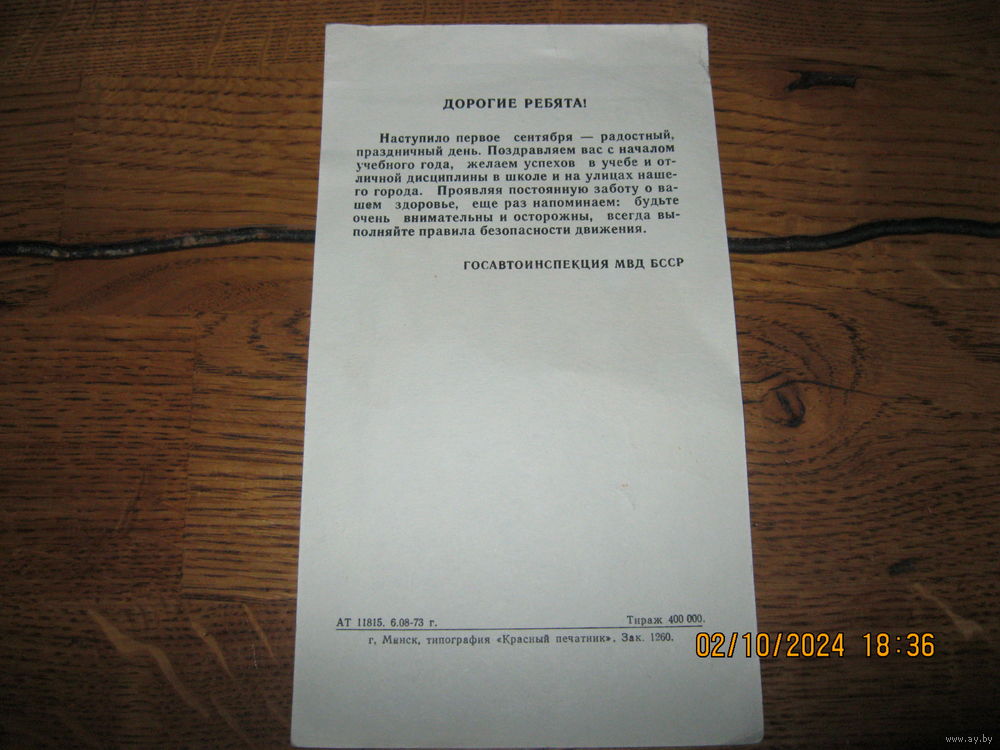 ДОРОГИЕ РЕБЯТА!
Наступило первое сентября — радостный,
праздничный день. Поздравляем вас с началом
учебного года, желаем успехов в учебе и от-
личной дисциплины в школе и на улицах наше-
го города. Проявляя постоянную заботу о ва-
шем здоровье, еще раз напоминаем: будьте
очень внимательны и осторожны, всегда вы-
полняйте правила безопасности движения.
ГОСАВТОИНСПЕКЦИЯ МВД БССР
АТ 11815. 6.08-73 г. Тираж 400 000.
г. Минск, типография «Красный печатник». Зак. 1260.
02/10/2024 18:36
www.ay.by